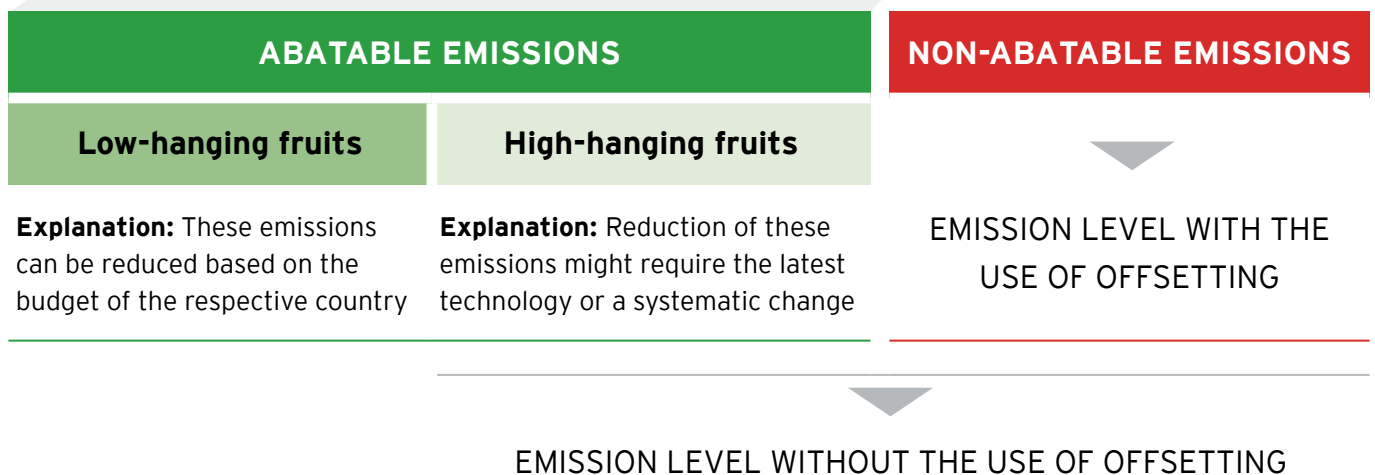 ABATABLE EMISSIONS
NON-ABATABLE EMISSIONS
Low-hanging fruits
High-hanging fruits
Explanation: These emissions
can be reduced based on the
budget of the respective country
Explanation: Reduction of these
emissions might require the latest
technology or a systematic change
EMISSION LEVEL WITH THE
USE OF OFFSETTING
EMISSION LEVEL WITHOUT THE USE OF OFFSETTING